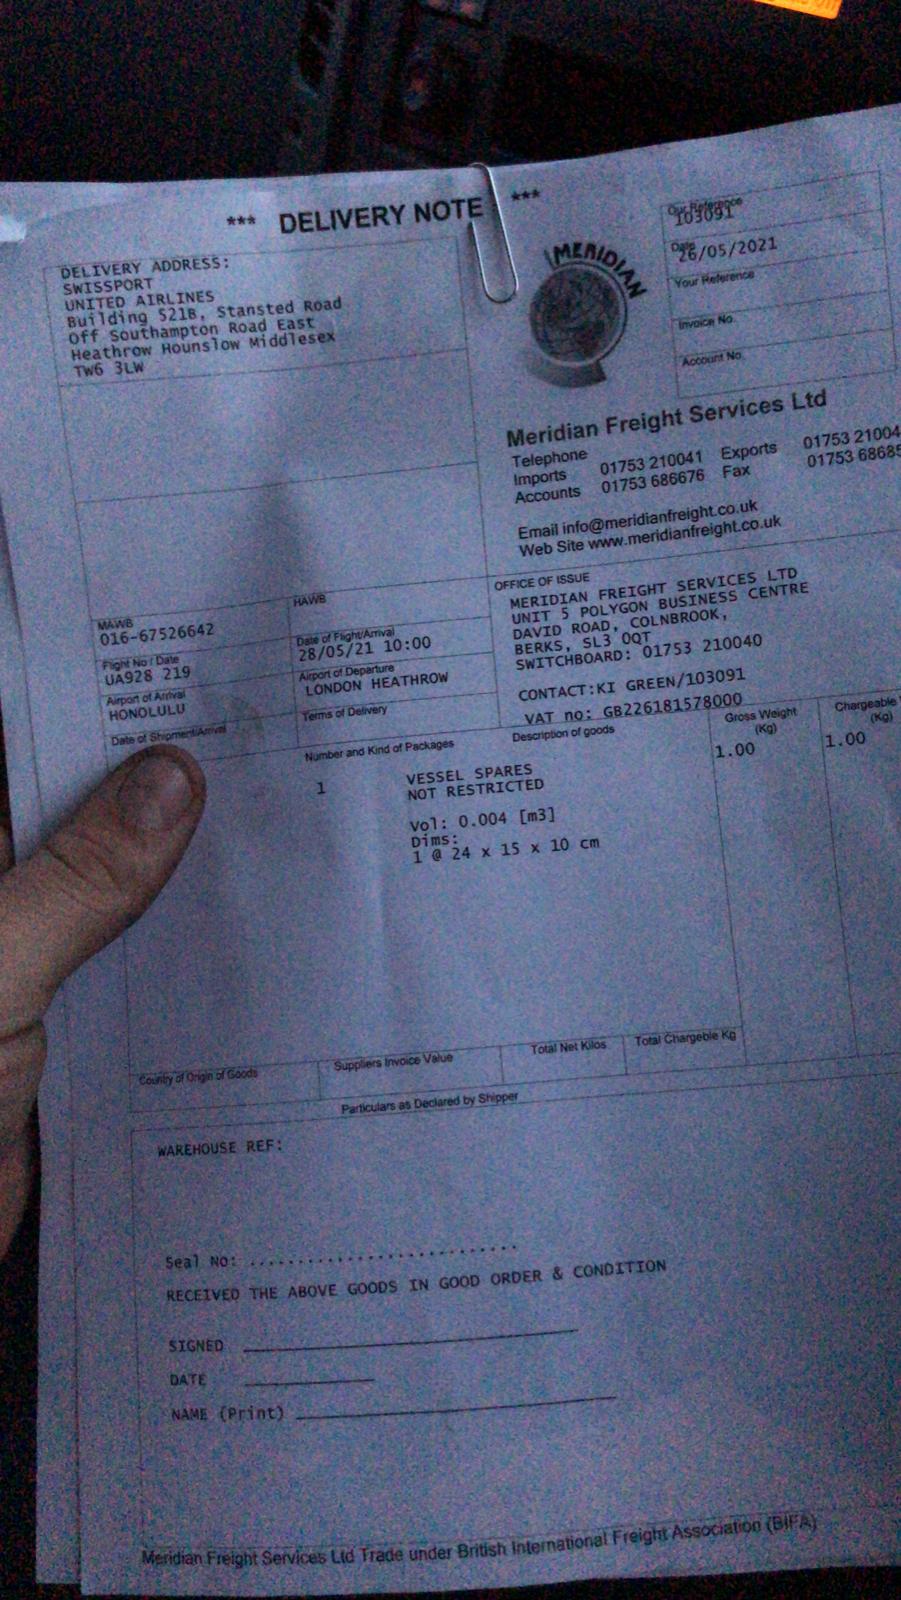 *** DELIVERY NOTE ***
DELIVERY ADDRESS:
SWISSPORT
UNITED AIRLINES
Building 521B, Stansted Road
Off Southampton Road East
Heathrow Hounslow Middlesex
TW6 3LW
MERIDIAN
Our Reference
103091
Date
26/05/2021
Your Reference
Invoice No.
Account No.
Meridian Freight Services Ltd
Telephone
Imports 01753 210041 Exports 01753 21004
Accounts 01753 686676 Fax 01753 6868
Email info@meridianfreight.co.uk
Web Site www.meridianfreight.co.uk
OFFICE OF ISSUE
MERIDIAN FREIGHT SERVICES LTD
UNIT 5 POLYGON BUSINESS CENTRE
DAVID ROAD, COLNBROOK,
BERKS, SL3 0QT
SWITCHBOARD: 01753 210040
CONTACT:KI GREEN/103091
VAT no: GB226181578000
MAWB
016-67526642
HAWB
Flight No / Date
UA928 219
Date of Flight/Arrival
28/05/21 10:00
Airport of Arrival
HONOLULU
Airport of Departure
LONDON HEATHROW
Date of Shipment/Arrival
Terms of Delivery
Number and Kind of Packages
Description of goods
Gross Weight
(Kg)
Chargeable
(Kg)
1
VESSEL SPARES
NOT RESTRICTED
1.00
1.00
Vol: 0.004 [m3]
Dims:
1 @ 24 x 15 x 10 cm
Country of Origin of Goods
Suppliers Invoice Value
Total Net Kilos
Total Chargeble Kg
Particulars as Declared by Shipper
WAREHOUSE REF:
Seal No: ...........................
RECEIVED THE ABOVE GOODS IN GOOD ORDER & CONDITION
SIGNED
DATE
NAME (Print)
Meridian Freight Services Ltd Trade under British International Freight Association (BIFA)